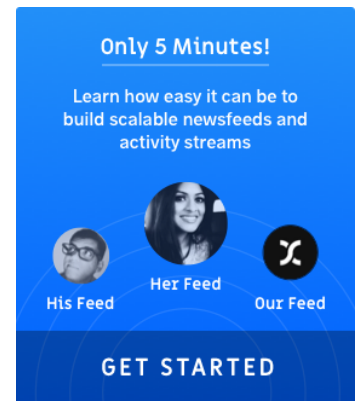 Only 5 Minutes!
Learn how easy it can be to
build scalable newsfeeds and
activity streams
Her Feed
His Feed
Our Feed
GET STARTED